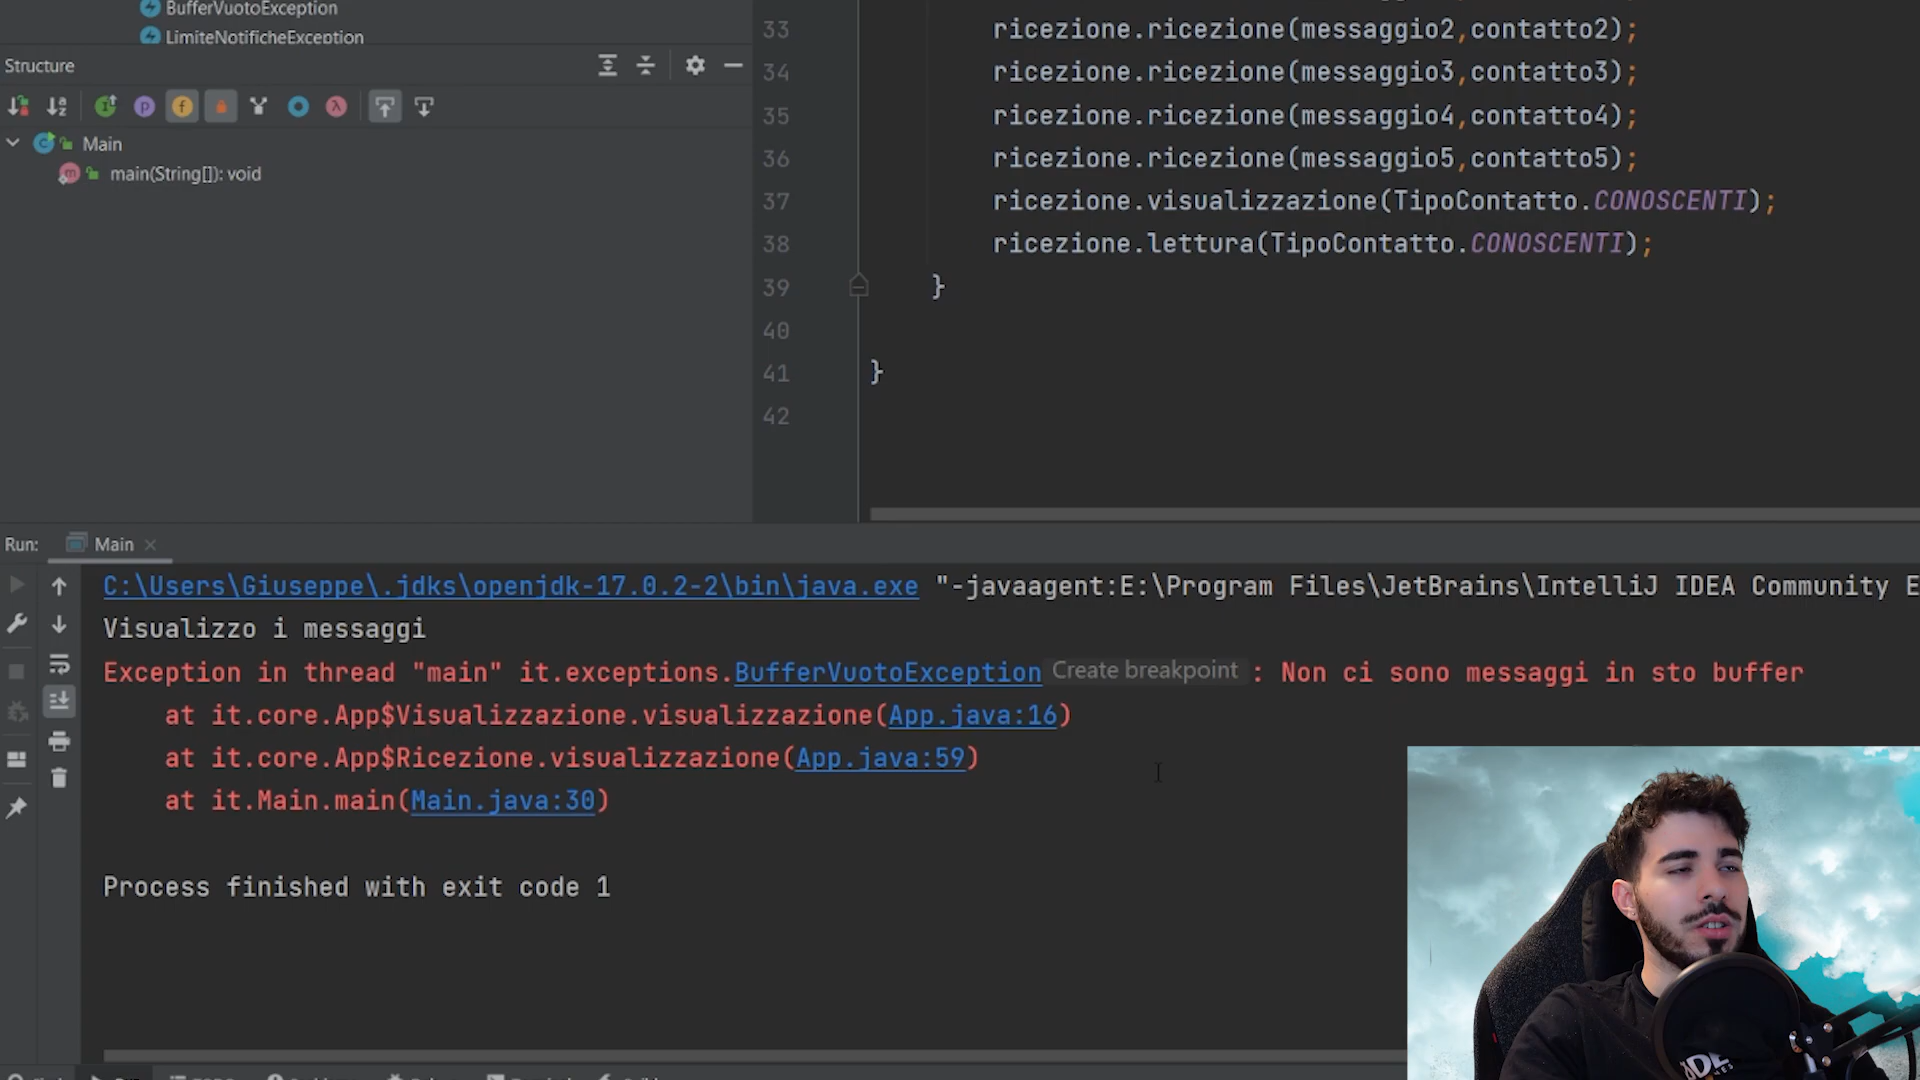 BufferVuotoException
LimiteNotificheException
Structure
Main
main(String[]): void
33 ricezione.ricezione(messaggio2,contatto2);
34 ricezione.ricezione(messaggio3,contatto3);
35 ricezione.ricezione(messaggio4,contatto4);
36 ricezione.ricezione(messaggio5,contatto5);
37 ricezione.visualizzazione(TipoContatto.CONOSCENTI);
38 ricezione.lettura(TipoContatto.CONOSCENTI);
39 }
40
41 }
42
Run: Main
C:\Users\Giuseppe\.jdks\openjdk-17.0.2-2\bin\java.exe "-javaagent:E:\Program Files\JetBrains\IntelliJ IDEA Community E
Visualizzo i messaggi
Exception in thread "main" it.exceptions.BufferVuotoException Create breakpoint : Non ci sono messaggi in sto buffer
at it.core.App$Visualizzazione.visualizzazione(App.java:16)
at it.core.App$Ricezione.visualizzazione(App.java:59)
at it.Main.main(Main.java:30)
Process finished with exit code 1